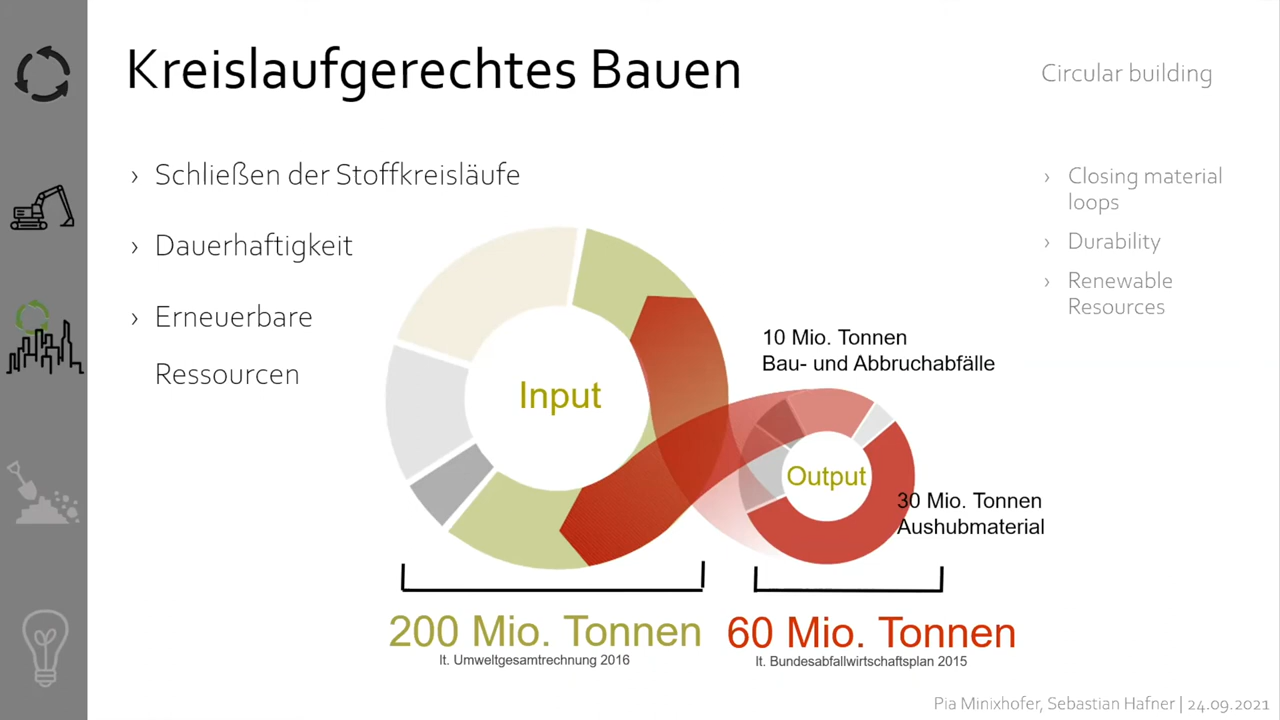 Kreislaufgerechtes Bauen
Circular building
› Schließen der Stoffkreisläufe
› Dauerhaftigkeit
› Erneuerbare
Ressourcen
› Closing material
loops
› Durability
› Renewable
Resources
Input
10 Mio. Tonnen
Bau- und Abbruchabfälle
Output
30 Mio. Tonnen
Aushubmaterial
200 Mio. Tonnen
lt. Umweltgesamtrechnung 2016
60 Mio. Tonnen
lt. Bundesabfallwirtschaftsplan 2015
Pia Minixhofer, Sebastian Hafner | 24.09.2021